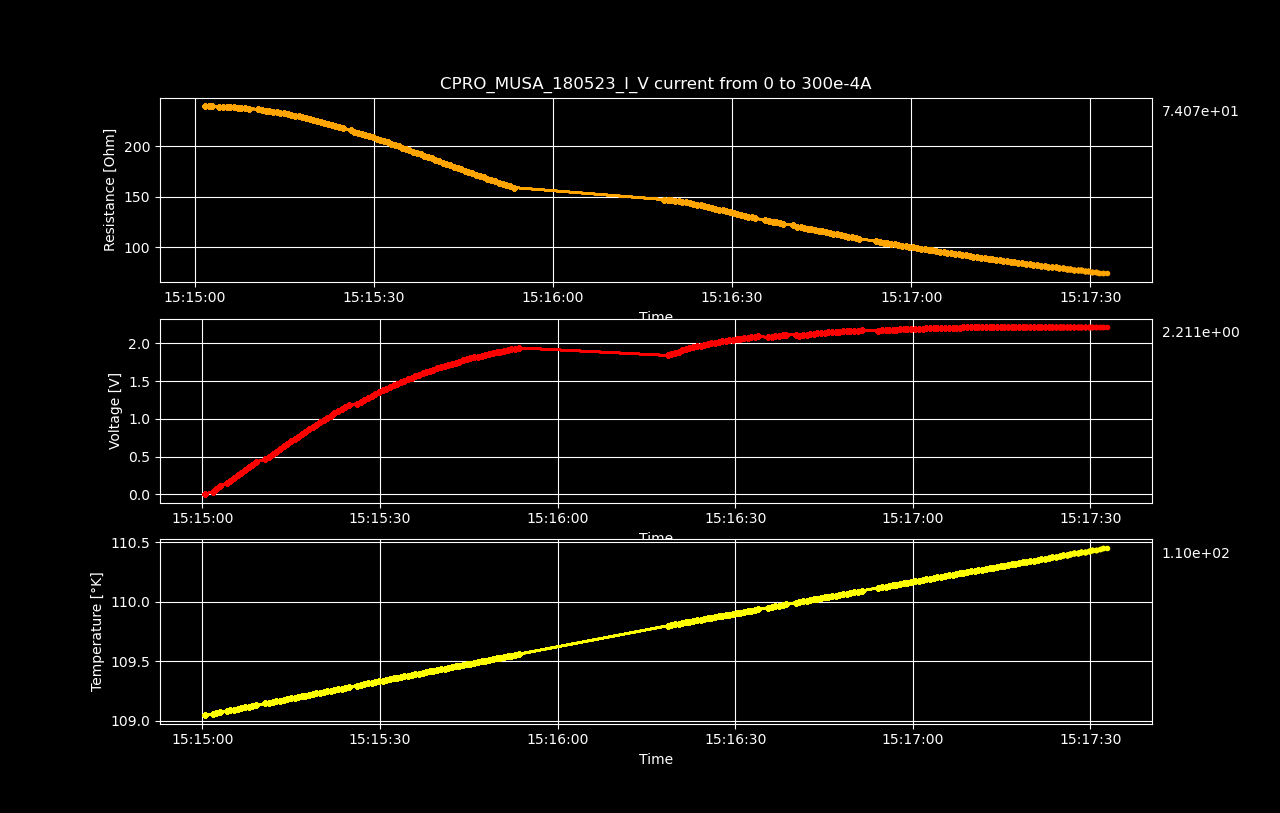 CPRO_MUSA_180523_I_V current from 0 to 300e-4A
7.407e+01
Resistance [Ohm]
200
150
100
15:15:00 15:15:30 15:16:00 15:16:30 15:17:00 15:17:30
Time
2.211e+00
Voltage [V]
2.0
1.5
1.0
0.5
0.0
15:15:00 15:15:30 15:16:00 15:16:30 15:17:00 15:17:30
Time
1.10e+02
Temperature [°K]
110.5
110.0
109.5
109.0
15:15:00 15:15:30 15:16:00 15:16:30 15:17:00 15:17:30
Time